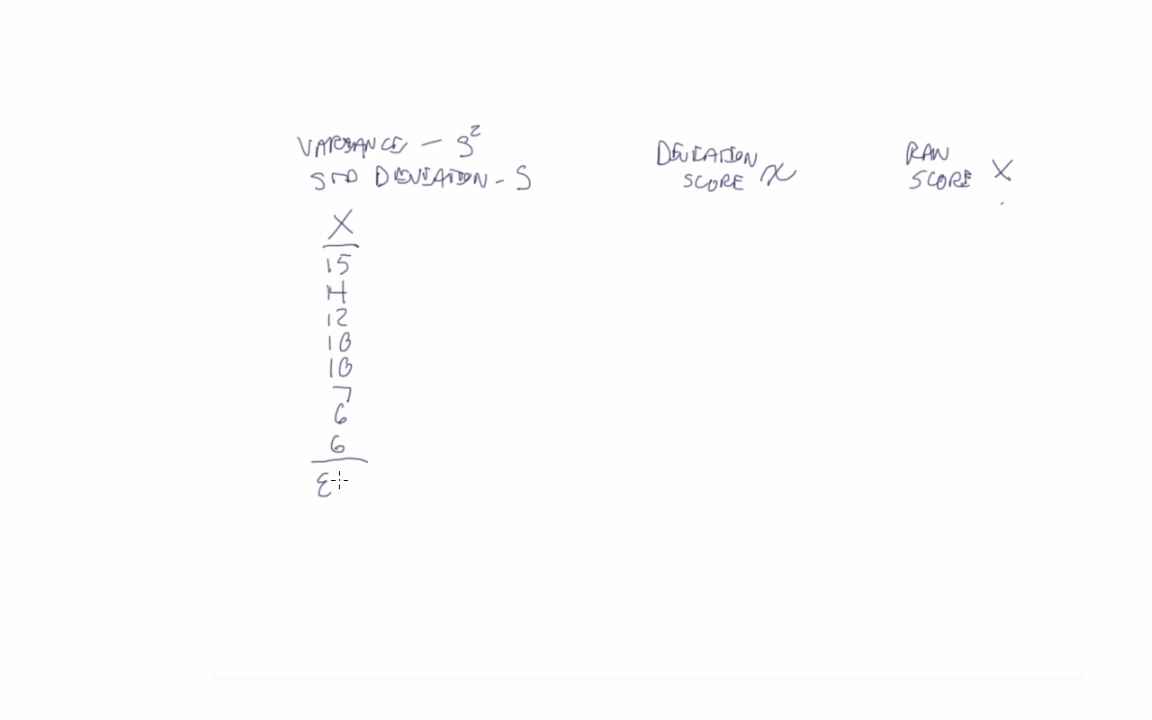 VARIANCE - S²
STD DEVIATION - S
DEVIATION
SCORE x
RAW
SCORE X
X
15
14
12
10
10
7
6
6
Σ